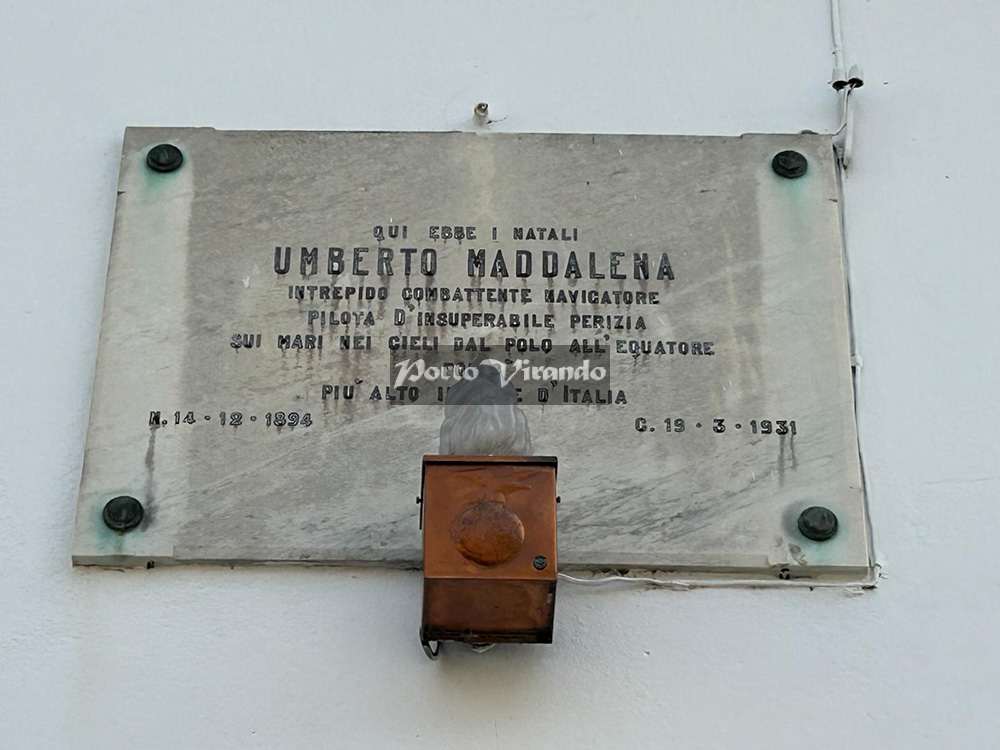 QUI EBBE I NATALI
UMBERTO MADDALENA
INTREPIDO COMBATTENTE NAVIGATORE
PILOTA D'INSUPERABILE PERIZIA
SUI MARI NEI CIELI DAL POLO ALL'EQUATORE
Porto Virando
PIU' ALTO D'ITALIA
N. 14 - 12 - 1894
C. 19 - 3 - 1931